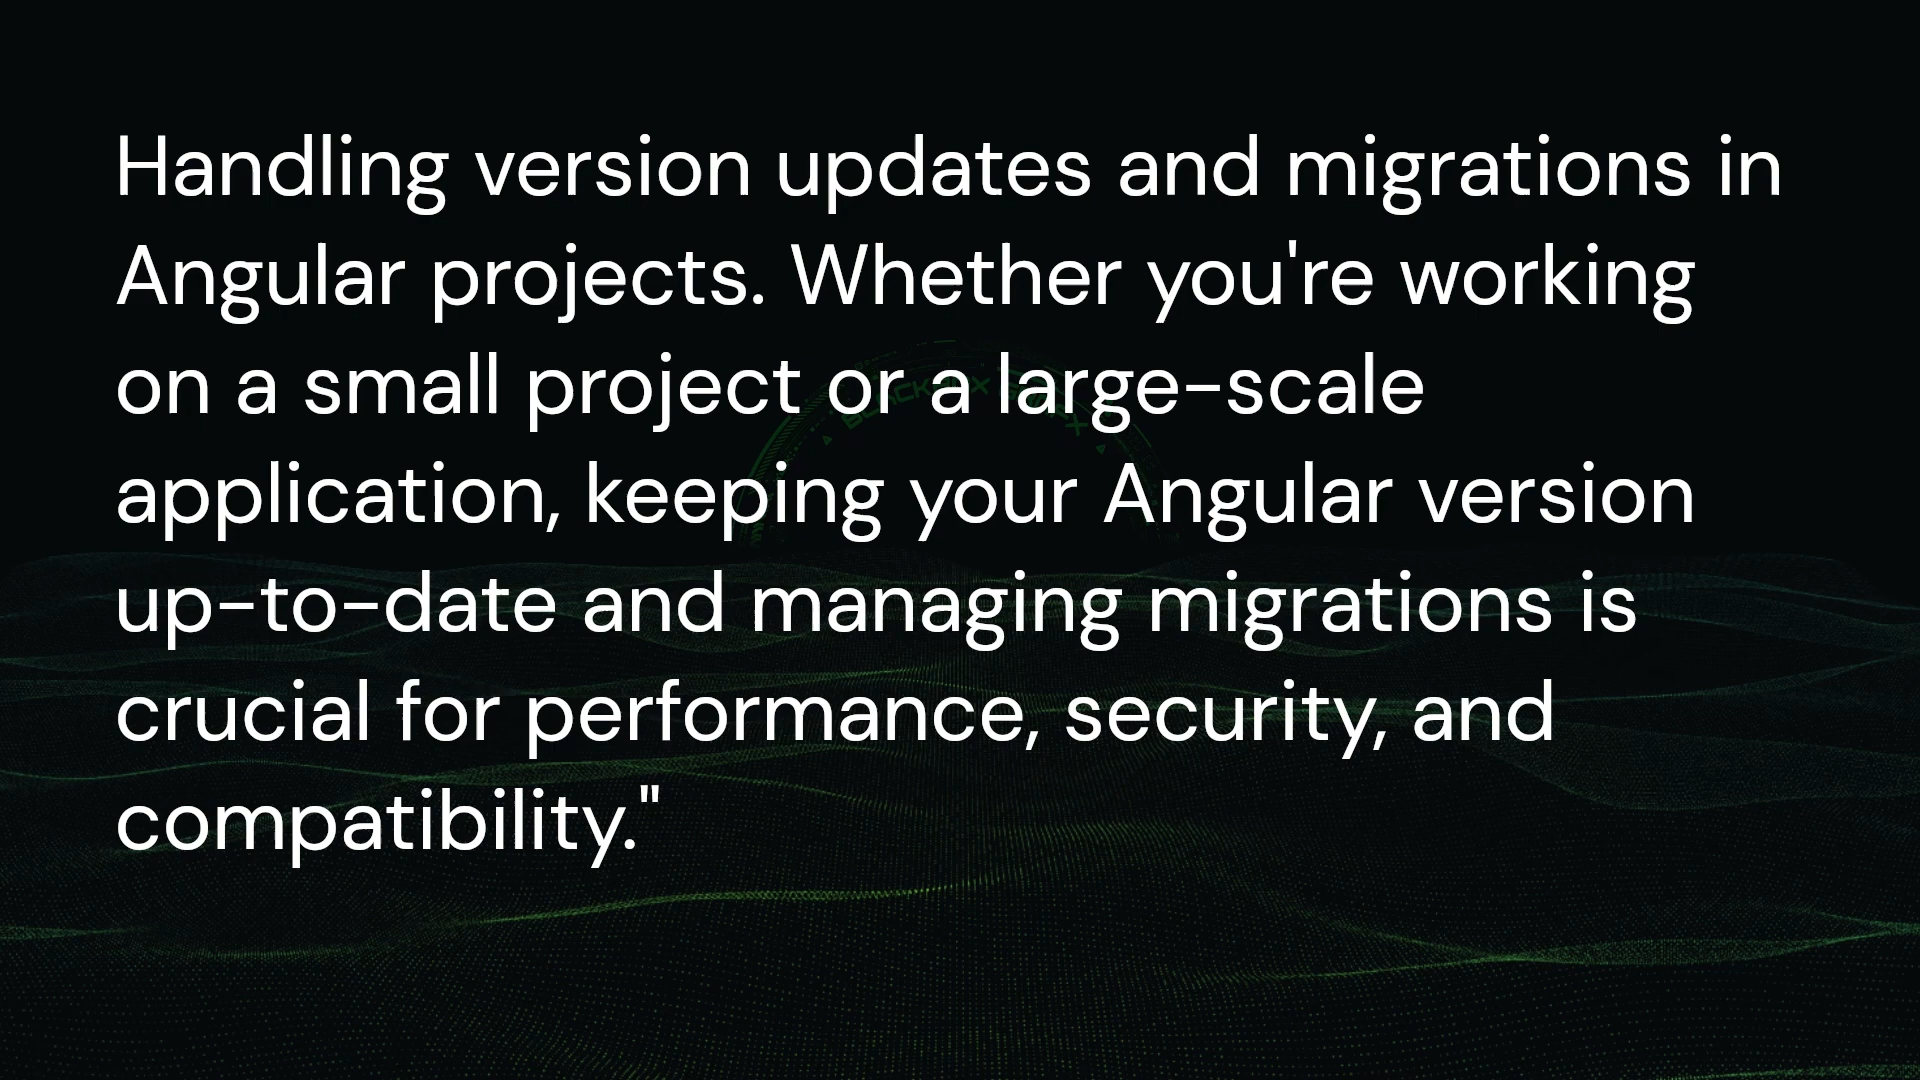 Handling version updates and migrations in
Angular projects. Whether you're working
on a small project or a large-scale
application, keeping your Angular version
up-to-date and managing migrations is
crucial for performance, security, and
compatibility."